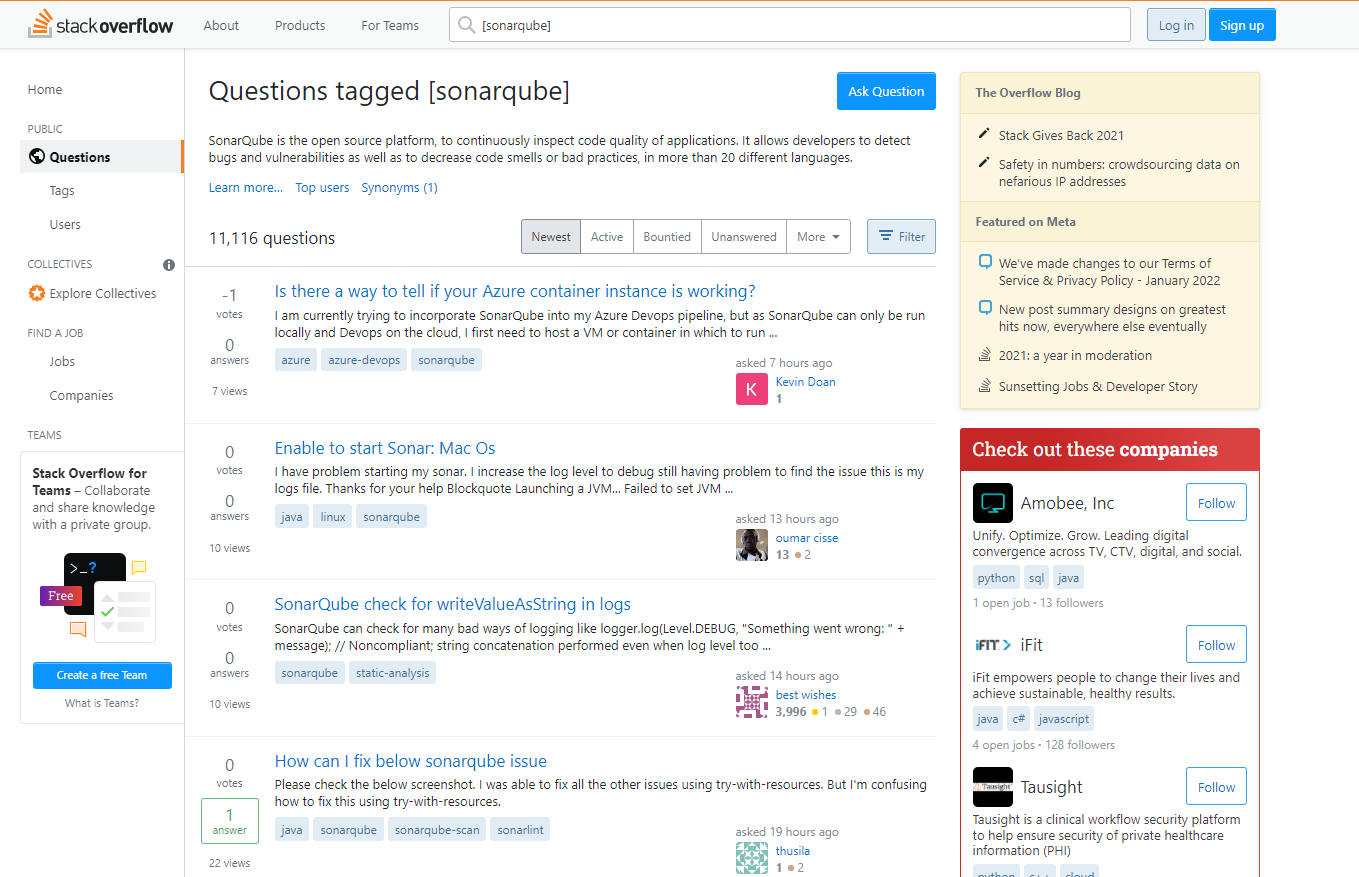 stack overflow
About
Products
For Teams
[sonarqube]
Log in
Sign up
Home
PUBLIC
Questions
Tags
Users
COLLECTIVES
Explore Collectives
FIND A JOB
Jobs
Companies
TEAMS
Stack Overflow for
Teams – Collaborate
and share knowledge
with a private group.
>_?
Free
Create a free Team
What is Teams?
Questions tagged [sonarqube]
Ask Question
SonarQube is the open source platform, to continuously inspect code quality of applications. It allows developers to detect
bugs and vulnerabilities as well as to decrease code smells or bad practices, in more than 20 different languages.
Learn more... Top users Synonyms (1)
11,116 questions
Newest
Active
Bountied
Unanswered
More
Filter
-1
votes
0
answers
7 views
Is there a way to tell if your Azure container instance is working?
I am currently trying to incorporate SonarQube into my Azure Devops pipeline, but as SonarQube can only be run
locally and Devops on the cloud, I first need to host a VM or container in which to run ...
azure azure-devops sonarqube
asked 7 hours ago
K
Kevin Doan
1
0
votes
0
answers
10 views
Enable to start Sonar: Mac Os
I have problem starting my sonar. I increase the log level to debug still having problem to find the issue this is my
logs file. Thanks for your help Blockquote Launching a JVM... Failed to set JVM ...
java linux sonarqube
asked 13 hours ago
oumar cisse
13 2
0
votes
0
answers
10 views
SonarQube check for writeValueAsString in logs
SonarQube can check for many bad ways of logging like logger.log(Level.DEBUG, "Something went wrong: " +
message); // Noncompliant; string concatenation performed even when log level too ...
sonarqube static-analysis
asked 14 hours ago
best wishes
3,996 1 29 46
0
votes
1
answer
22 views
How can I fix below sonarqube issue
Please check the below screenshot. I was able to fix all the other issues using try-with-resources. But I'm confusing
how to fix this using try-with-resources.
java sonarqube sonarqube-scan sonarlint
asked 19 hours ago
thusila
1 2
The Overflow Blog
Stack Gives Back 2021
Safety in numbers: crowdsourcing data on
nefarious IP addresses
Featured on Meta
We've made changes to our Terms of
Service & Privacy Policy - January 2022
New post summary designs on greatest
hits now, everywhere else eventually
2021: a year in moderation
Sunsetting Jobs & Developer Story
Check out these companies
Amobee, Inc
Follow
Unify. Optimize. Grow. Leading digital
convergence across TV, CTV, digital, and social.
python sql java
1 open job • 13 followers
iFIT
iFit
Follow
iFit empowers people to change their lives and
achieve sustainable, healthy results.
java c# javascript
4 open jobs • 128 followers
Tausight
Tausight
Follow
Tausight is a clinical workflow security platform
to help ensure security of private healthcare
information (PHI)
python c++ cloud